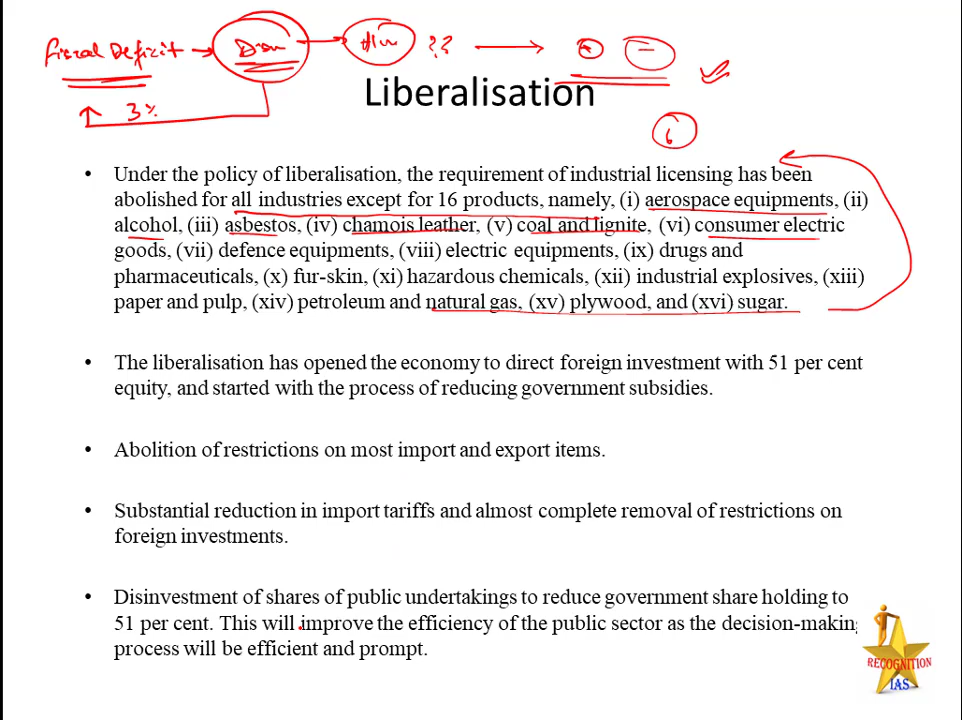 Fiscal Deficit
3%
??
Liberalisation
6
• Under the policy of liberalisation, the requirement of industrial licensing has been
abolished for all industries except for 16 products, namely, (i) aerospace equipments, (ii)
alcohol, (iii) asbestos, (iv) chamois leather, (v) coal and lignite, (vi) consumer electric
goods, (vii) defence equipments, (viii) electric equipments, (ix) drugs and
pharmaceuticals, (x) fur-skin, (xi) hazardous chemicals, (xii) industrial explosives, (xiii)
paper and pulp, (xiv) petroleum and natural gas, (xv) plywood, and (xvi) sugar.
• The liberalisation has opened the economy to direct foreign investment with 51 per cent
equity, and started with the process of reducing government subsidies.
• Abolition of restrictions on most import and export items.
• Substantial reduction in import tariffs and almost complete removal of restrictions on
foreign investments.
• Disinvestment of shares of public undertakings to reduce government share holding to
51 per cent. This will improve the efficiency of the public sector as the decision-making
process will be efficient and prompt.
RECOGNITION
IAS